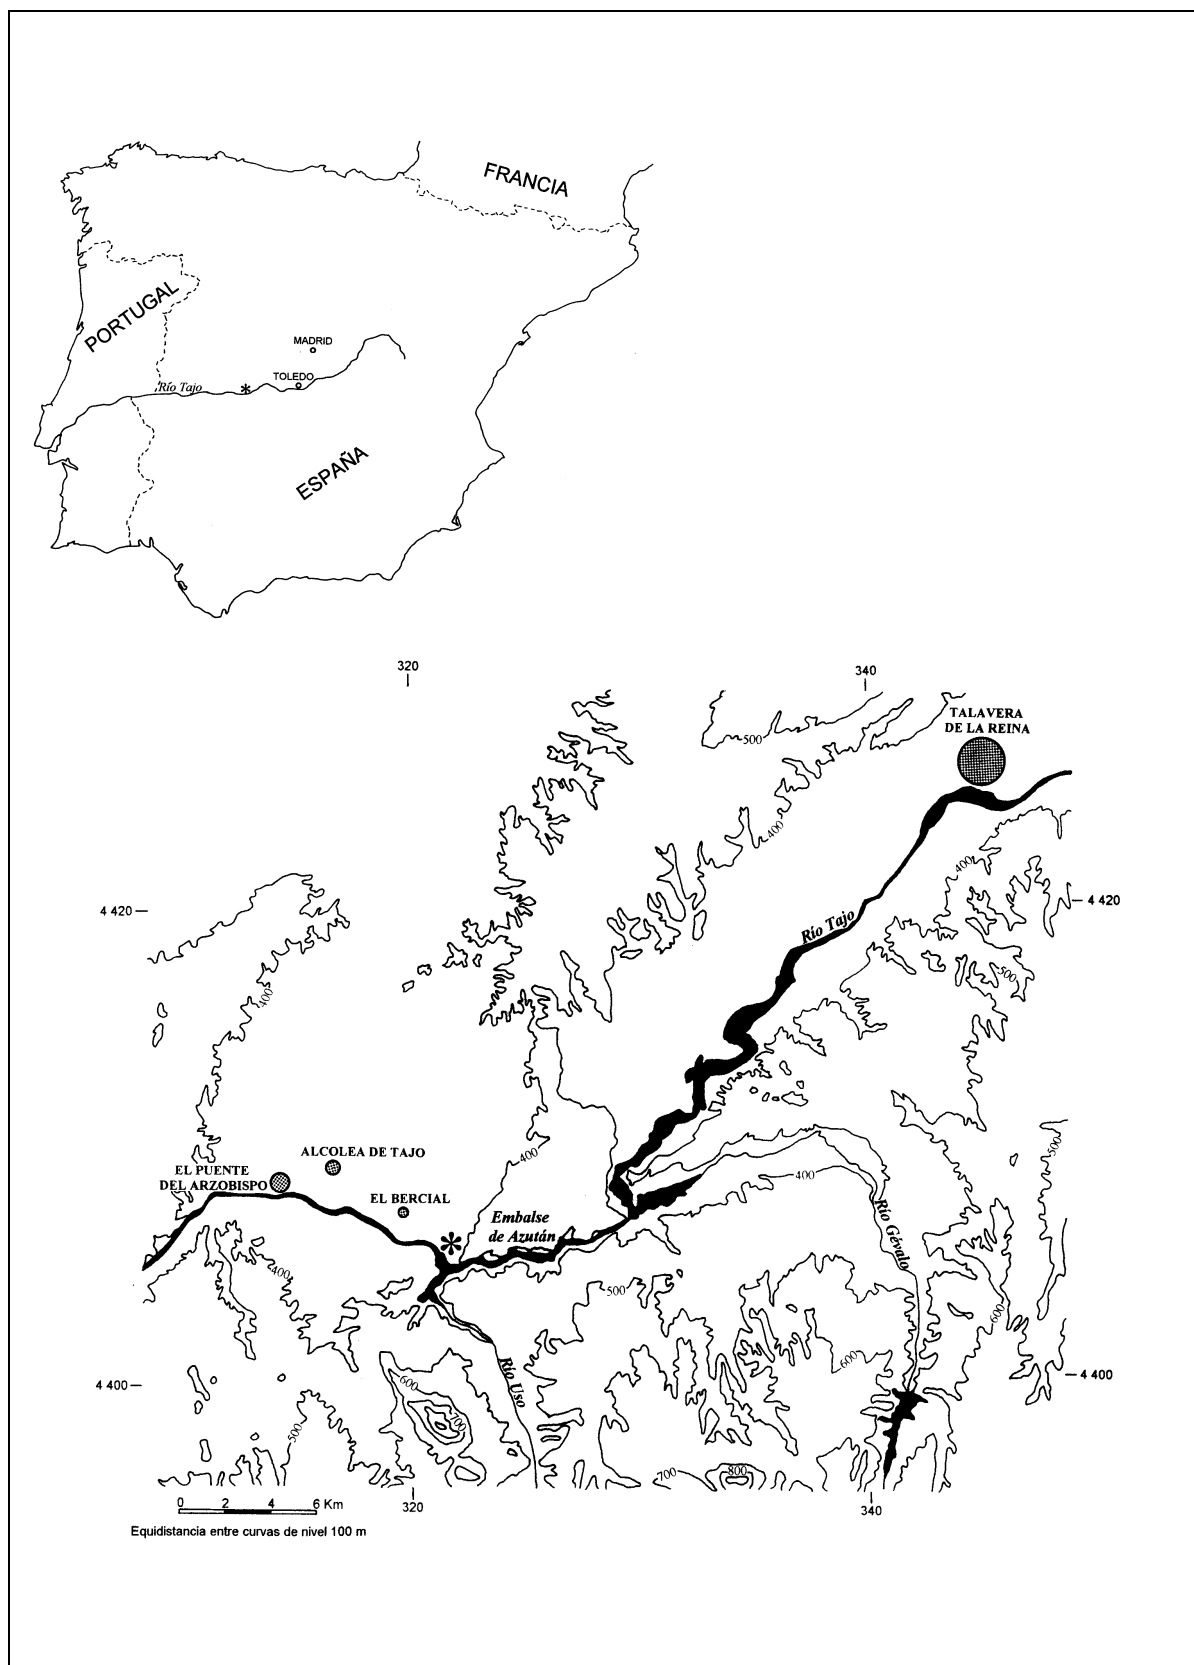 FRANCIA
PORTUGAL
MADRID
TOLEDO
Río Tajo
*
ESPAÑA
320
340
TALAVERA
DE LA REINA
500
400
400
4 420
4 420
Río Tajo
500
400
ALCOLEA DE TAJO
EL PUENTE
DEL ARZOBISPO
400
500
400
EL BERCIAL
Río Gévalo
Embalse
de Azután
*
400
500
600
600
Río Uso
4 400
4 400
600
700
500
700
800
0 2 4 6 Km
320
340
Equidistancia entre curvas de nivel 100 m